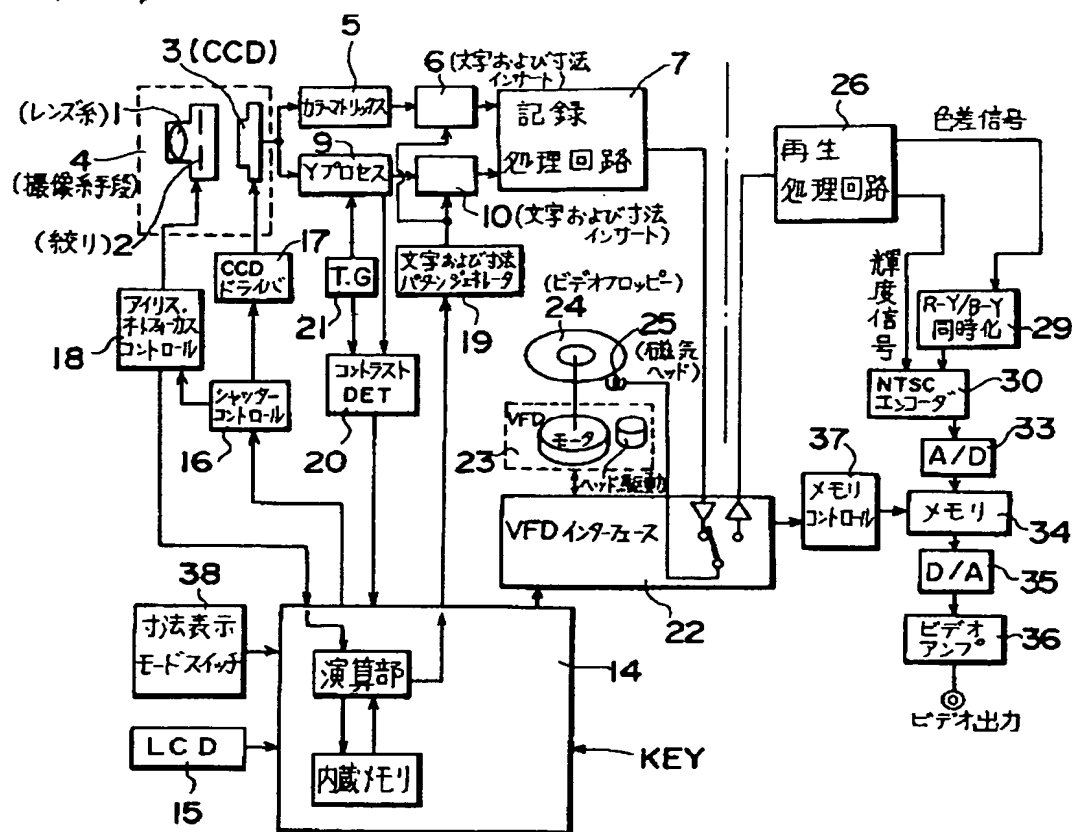 5
3(CCD)
6(文字および寸法
インサート)
7
(レンズ系)1
カラーマトリックス
記録
処理回路
26
色差信号
4
(撮像系手段)
9
Yプロセス
再生
処理回路
10(文字および寸法
インサート)
(絞り)2
17
CCD
ドライバ
T.G
21
文字および寸法
パタンジェネレータ
19
(ビデオフロッピー)
24
25
(磁気
ヘッド)
輝度信号
R-Y/B-Y
同時化
29
アイリス・
オートフォーカス
コントロール
18
コントラスト
DET
20
シャッター
コントロール
16
VFD
モータ
23
ヘッド駆動
NTSC
エンコーダ
30
A/D
33
37
メモリ
コントロール
メモリ
34
VFDインターフェース
22
D/A
35
38
寸法表示
モードスイッチ
演算部
14
ビデオ
アンプ
36
ビデオ出力
LCD
15
内蔵メモリ
KEY